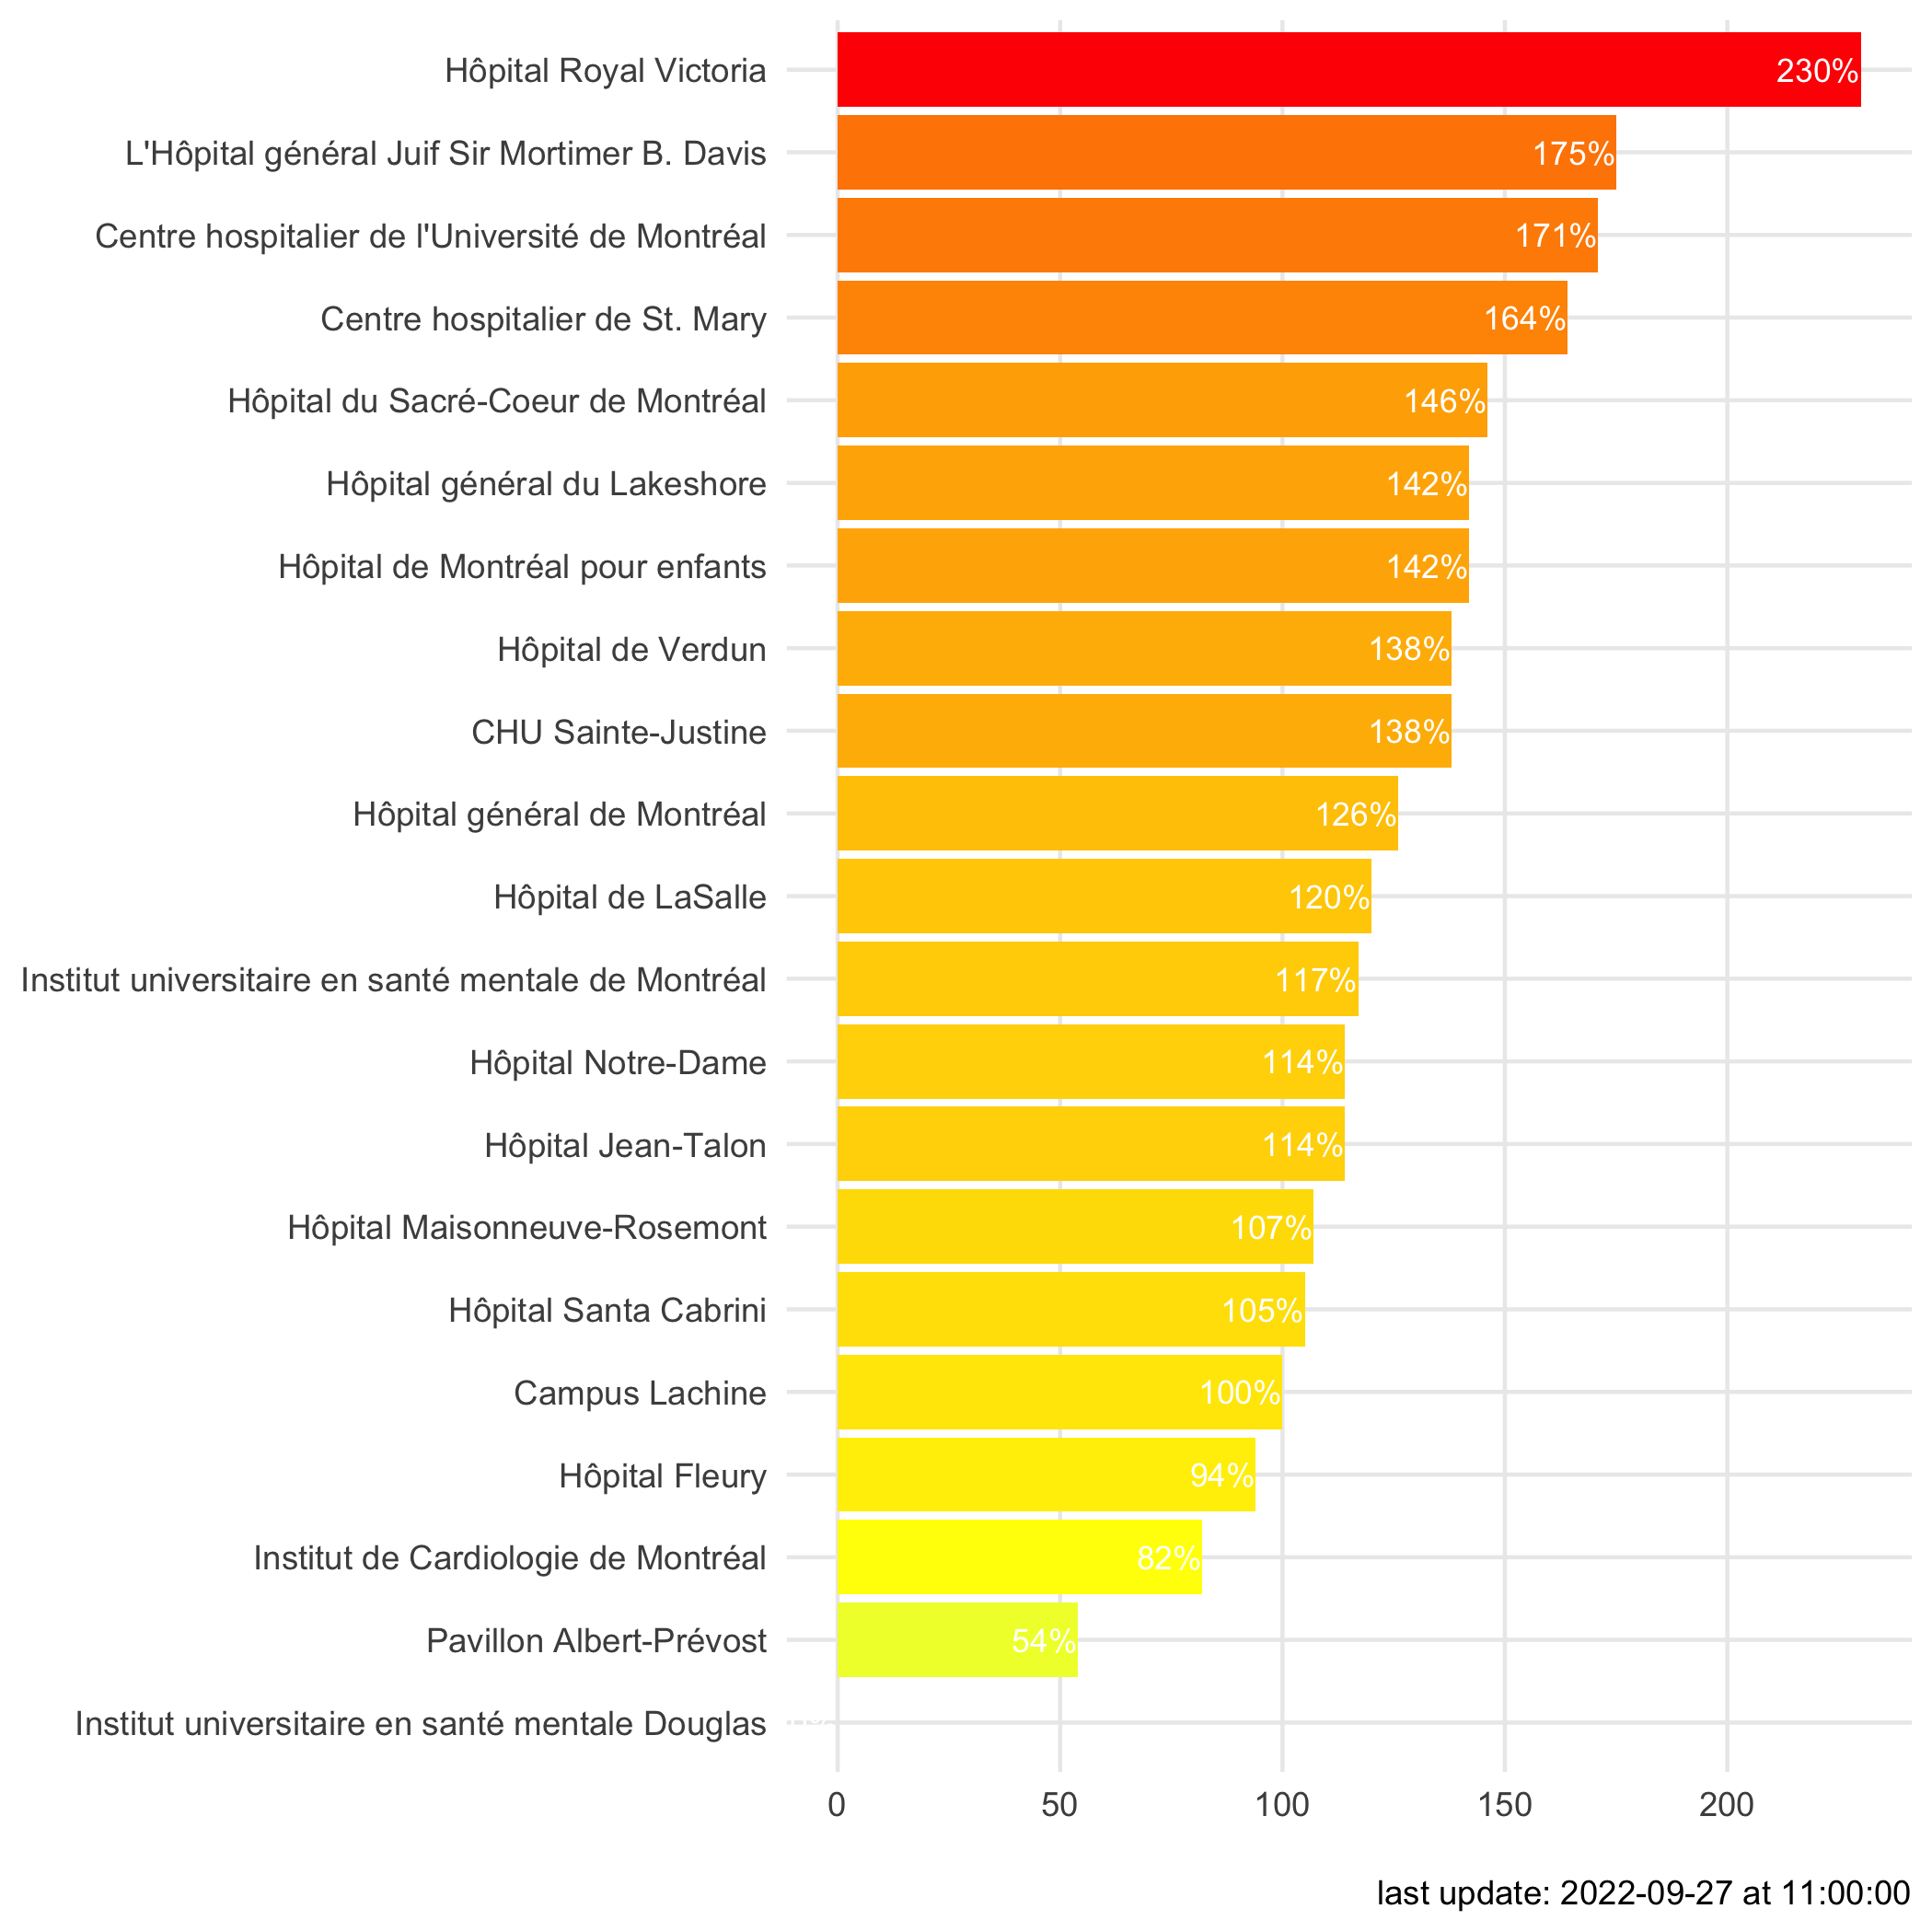 Hôpital Royal Victoria 230%
L'Hôpital général Juif Sir Mortimer B. Davis 175%
Centre hospitalier de l'Université de Montréal 171%
Centre hospitalier de St. Mary 164%
Hôpital du Sacré-Coeur de Montréal 146%
Hôpital général du Lakeshore 142%
Hôpital de Montréal pour enfants 142%
Hôpital de Verdun 138%
CHU Sainte-Justine 138%
Hôpital général de Montréal 126%
Hôpital de LaSalle 120%
Institut universitaire en santé mentale de Montréal 117%
Hôpital Notre-Dame 114%
Hôpital Jean-Talon 114%
Hôpital Maisonneuve-Rosemont 107%
Hôpital Santa Cabrini 105%
Campus Lachine 100%
Hôpital Fleury 94%
Institut de Cardiologie de Montréal 82%
Pavillon Albert-Prévost 54%
Institut universitaire en santé mentale Douglas
0 50 100 150 200
last update: 2022-09-27 at 11:00:00